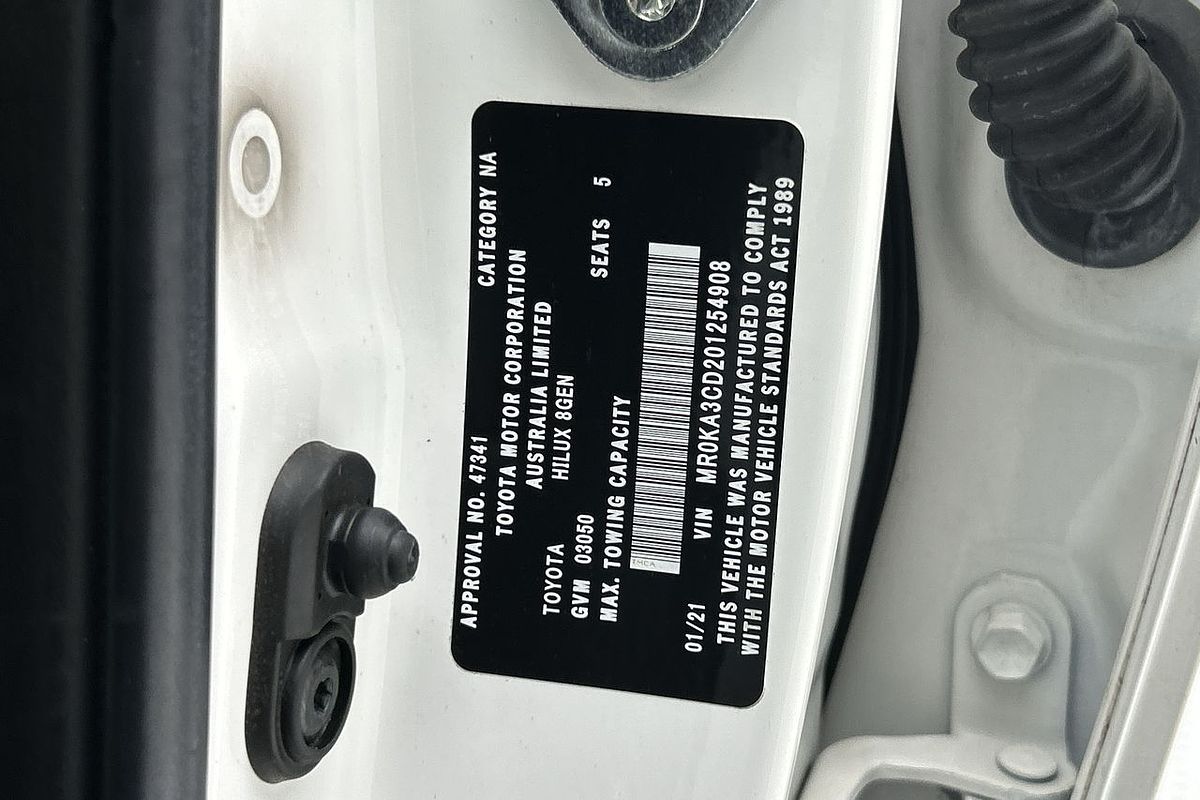 APPROVAL NO. 47341 CATEGORY NA
TOYOTA MOTOR CORPORATION
AUSTRALIA LIMITED
TOYOTA HILUX 8GEN
GVM 03050 SEATS 5
MAX. TOWING CAPACITY
TMCA
01/21 VIN MR0KA3CD201254908
THIS VEHICLE WAS MANUFACTURED TO COMPLY
WITH THE MOTOR VEHICLE STANDARDS ACT 1989